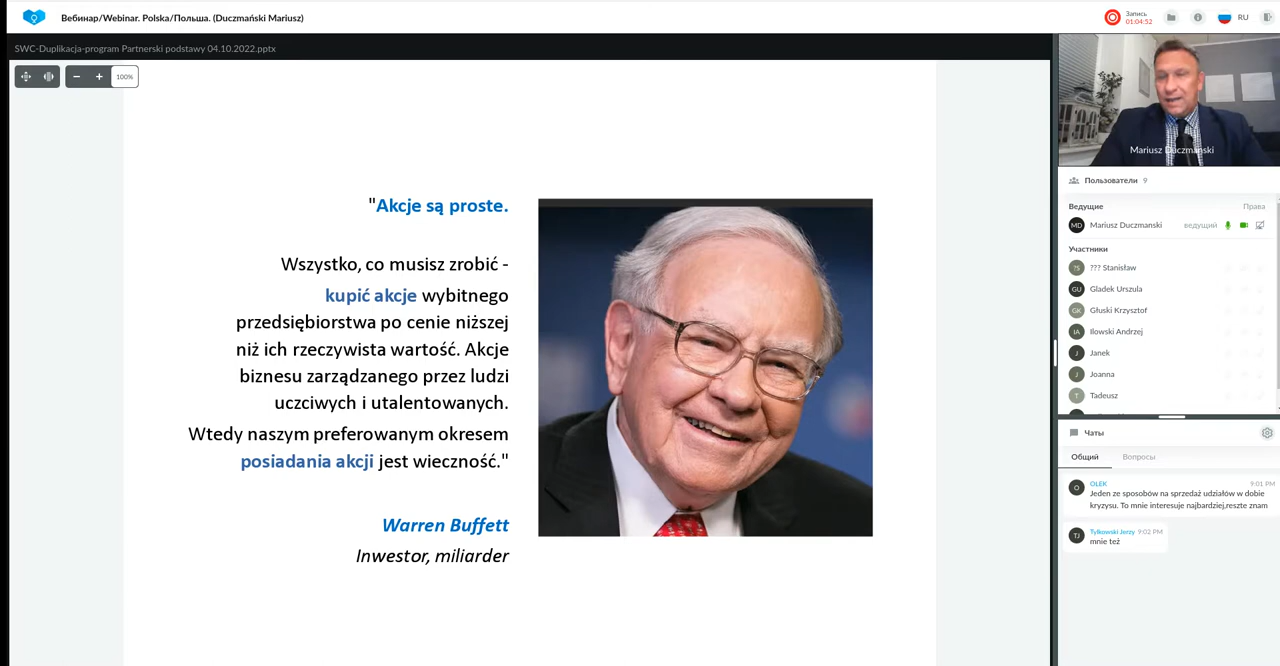 Вебинар/Webinar. Polska/Польша. (Duczmański Mariusz)
Запись
01:04:52
RU
SWC-Duplikacja-program Partnerski podstawy 04.10.2022.pptx
100%
"Akcje są proste.
Wszystko, co musisz zrobić -
kupić akcje wybitnego
przedsiębiorstwa po cenie niższej
niż ich rzeczywista wartość. Akcje
biznesu zarządzanego przez ludzi
uczciwych i utalentowanych.
Wtedy naszym preferowanym okresem
posiadania akcji jest wieczność."
Warren Buffett
Inwestor, miliarder
Mariusz Duczmanski
Пользователи 9
Ведущие Права
MD Mariusz Duczmanski ведущий
Участники
?S ??? Stanisław
GU Gladek Urszula
GK Głuski Krzysztof
IA Ilowski Andrzej
J Janek
J Joanna
T Tadeusz
Чаты
Общий Вопросы
O OLEK 9:01 PM
Jeden ze sposobów na sprzedaż udziałów w dobie
kryzysu. To mnie interesuje najbardziej,reszte znam
TJ Tylkowski Jerzy 9:02 PM
mnie też